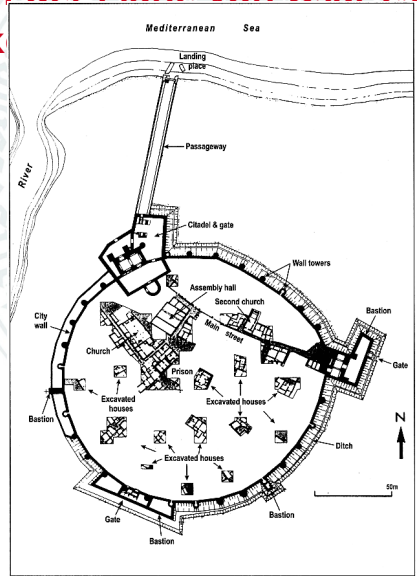 Mediterranean Sea
Landing
place
River
Passageway
Citadel & gate
Wall towers
Assembly hall
Second church
Bastion
Main street
City
wall
Gate
Church
Prison
Excavated houses
Excavated
houses
Bastion
N
Ditch
Excavated houses
50m
Gate
Bastion
Bastion